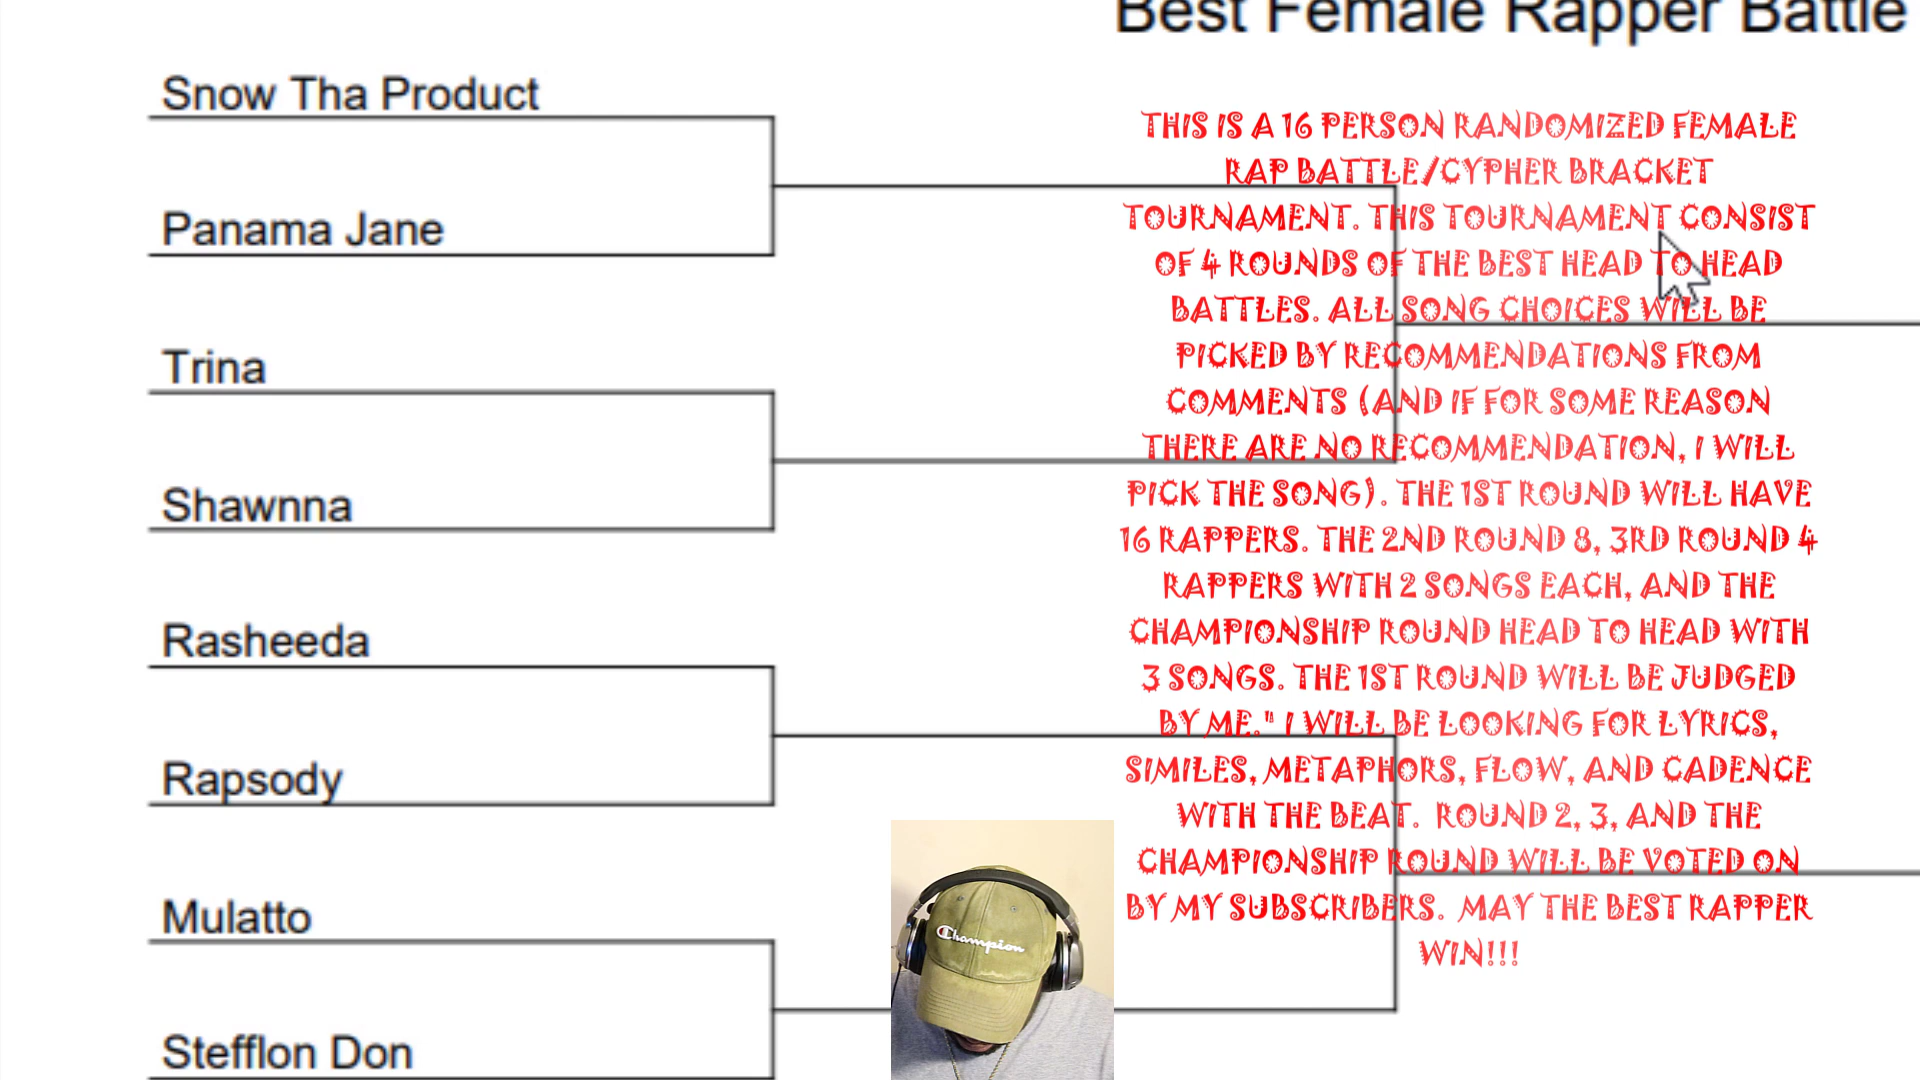 Best Female Rapper Battle
Snow Tha Product
Panama Jane
Trina
Shawnna
Rasheeda
Rapsody
Mulatto
Stefflon Don
THIS IS A 16 PERSON RANDOMIZED FEMALE
RAP BATTLE/CYPHER BRACKET
TOURNAMENT. THIS TOURNAMENT CONSIST
OF 4 ROUNDS OF THE BEST HEAD TO HEAD
BATTLES. ALL SONG CHOICES WILL BE
PICKED BY RECOMMENDATIONS FROM
COMMENTS (AND IF FOR SOME REASON
THERE ARE NO RECOMMENDATION, I WILL
PICK THE SONG). THE 1ST ROUND WILL HAVE
16 RAPPERS. THE 2ND ROUND 8, 3RD ROUND 4
RAPPERS WITH 2 SONGS EACH, AND THE
CHAMPIONSHIP ROUND HEAD TO HEAD WITH
3 SONGS. THE 1ST ROUND WILL BE JUDGED
BY ME." I WILL BE LOOKING FOR LYRICS,
SIMILES, METAPHORS, FLOW, AND CADENCE
WITH THE BEAT. ROUND 2, 3, AND THE
CHAMPIONSHIP ROUND WILL BE VOTED ON
BY MY SUBSCRIBERS. MAY THE BEST RAPPER
WIN!!!
Champion